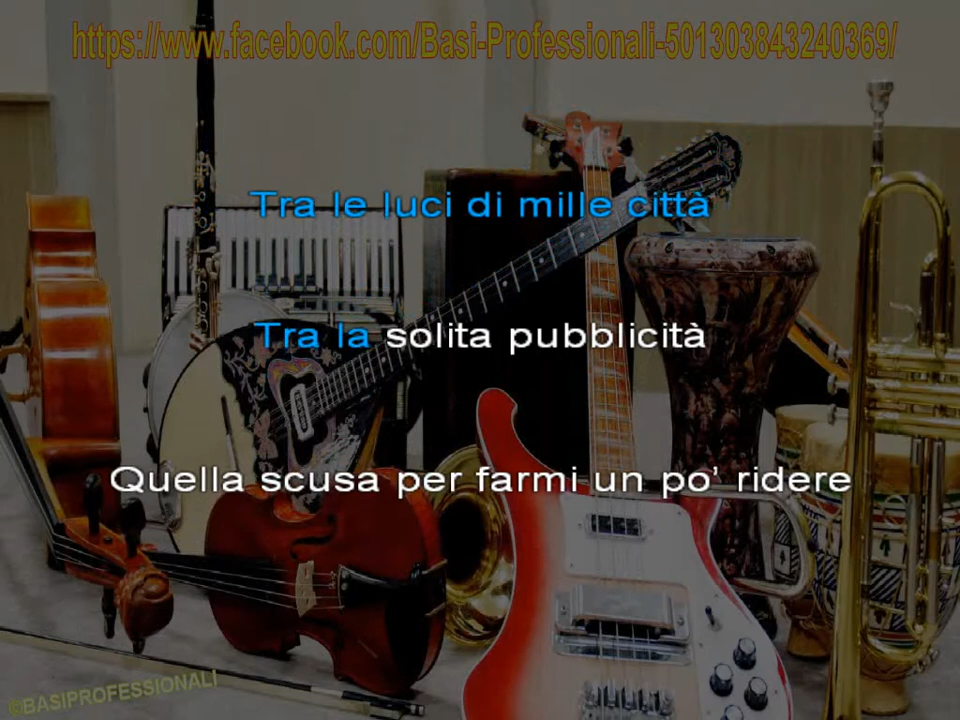 https://www.facebook.com/Basi-Professionali-501303843240369/
Tra le luci di mille città
Tra la solita pubblicità
Quella scusa per farmi un po' ridere
©BASIPROFESSIONALI